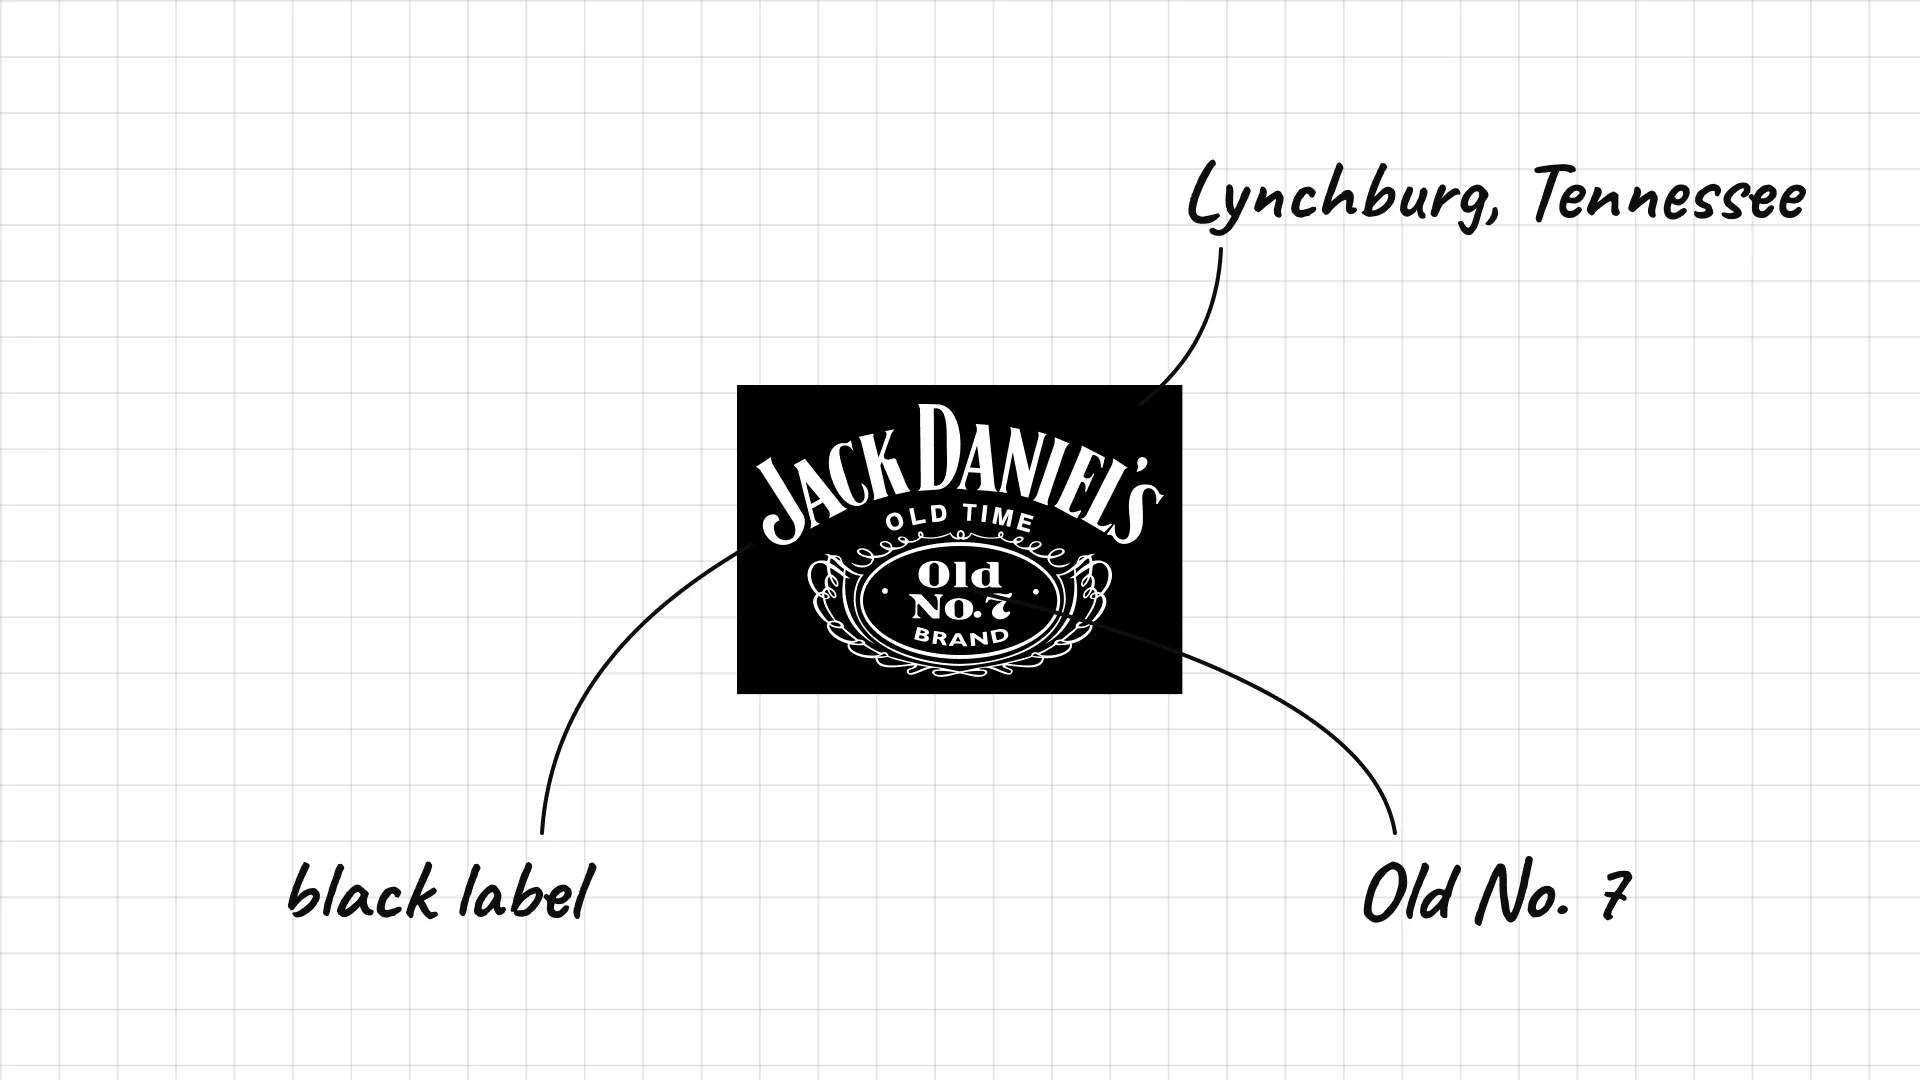 Lynchburg, Tennessee
JACK DANIEL'S
OLD TIME
Old
No.7
BRAND
black label
Old No. 7